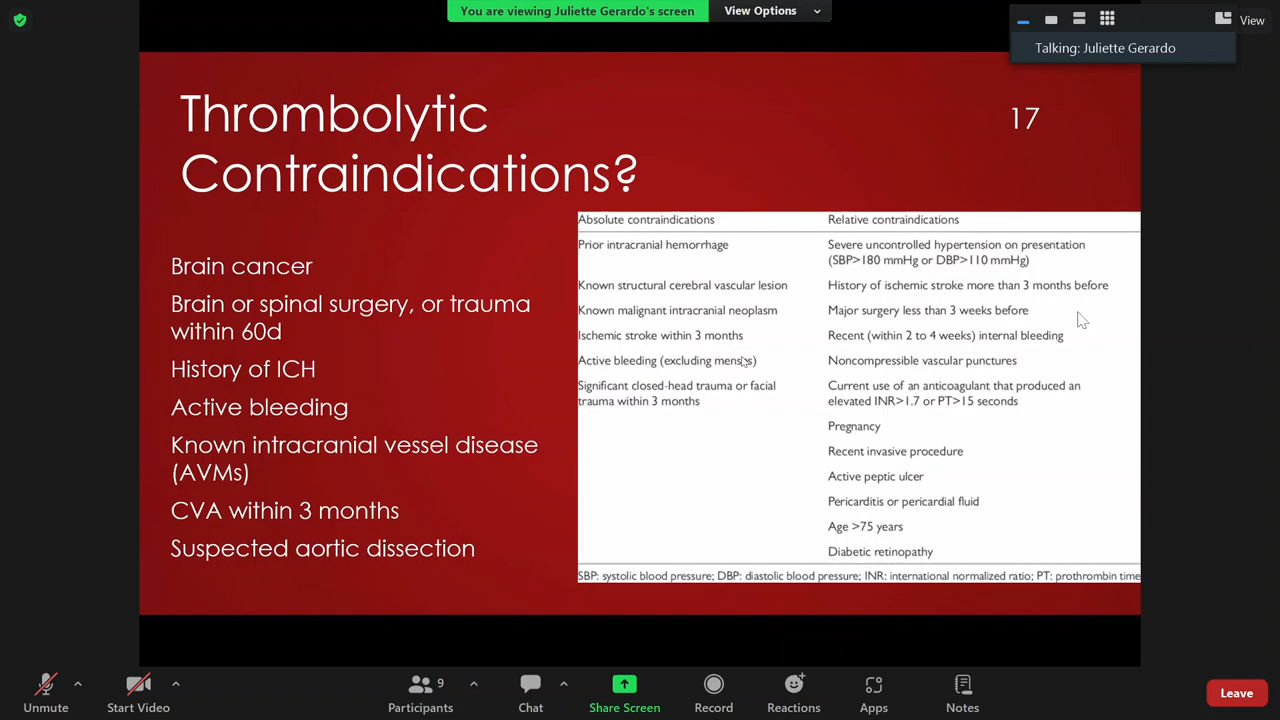 You are viewing Juliette Gerardo's screen
View Options
View
Talking: Juliette Gerardo
Thrombolytic
Contraindications?
17
Brain cancer
Brain or spinal surgery, or trauma
within 60d
History of ICH
Active bleeding
Known intracranial vessel disease
(AVMs)
CVA within 3 months
Suspected aortic dissection
Absolute contraindications
Relative contraindications
Prior intracranial hemorrhage
Severe uncontrolled hypertension on presentation
(SBP>180 mmHg or DBP>110 mmHg)
Known structural cerebral vascular lesion
History of ischemic stroke more than 3 months before
Known malignant intracranial neoplasm
Major surgery less than 3 weeks before
Ischemic stroke within 3 months
Recent (within 2 to 4 weeks) internal bleeding
Active bleeding (excluding menses)
Noncompressible vascular punctures
Significant closed-head trauma or facial
trauma within 3 months
Current use of an anticoagulant that produced an
elevated INR>1.7 or PT>15 seconds
Pregnancy
Recent invasive procedure
Active peptic ulcer
Pericarditis or pericardial fluid
Age >75 years
Diabetic retinopathy
SBP: systolic blood pressure; DBP: diastolic blood pressure; INR: international normalized ratio; PT: prothrombin time
Unmute
Start Video
9
Participants
Chat
Share Screen
Record
Reactions
Apps
Notes
Leave